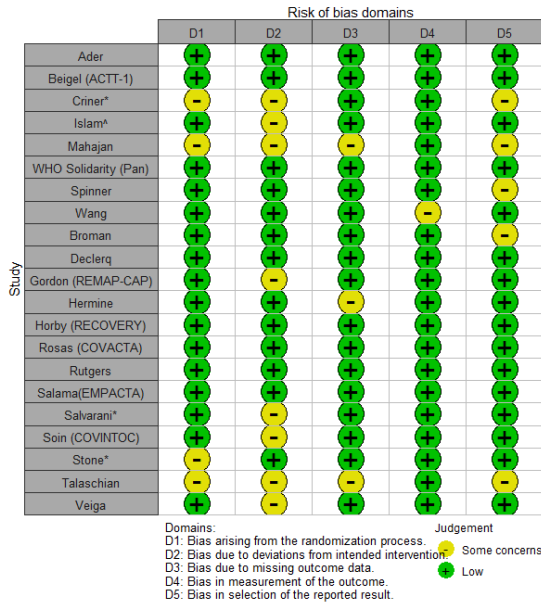 Risk of bias domains
D1 D2 D3 D4 D5
Study
Ader + + + + +
Beigel (ACTT-1) + + + + +
Criner* - - + + -
Islam^ + - + + +
Mahajan - - - + -
WHO Solidarity (Pan) + + + + +
Spinner + + + + -
Wang + + + - +
Broman + + + + -
Declerq + + + + +
Gordon (REMAP-CAP) + - + + +
Hermine + + - + +
Horby (RECOVERY) + + + + +
Rosas (COVACTA) + + + + +
Rutgers + + + + +
Salama(EMPACTA) + + + + +
Salvarani* + - + + +
Soin (COVINTOC) + - + + +
Stone* - + + + +
Talaschian - - - + -
Veiga + - + + +
Domains:
D1: Bias arising from the randomization process.
D2: Bias due to deviations from intended intervention.
D3: Bias due to missing outcome data.
D4: Bias in measurement of the outcome.
D5: Bias in selection of the reported result.
Judgement
- Some concerns
+ Low